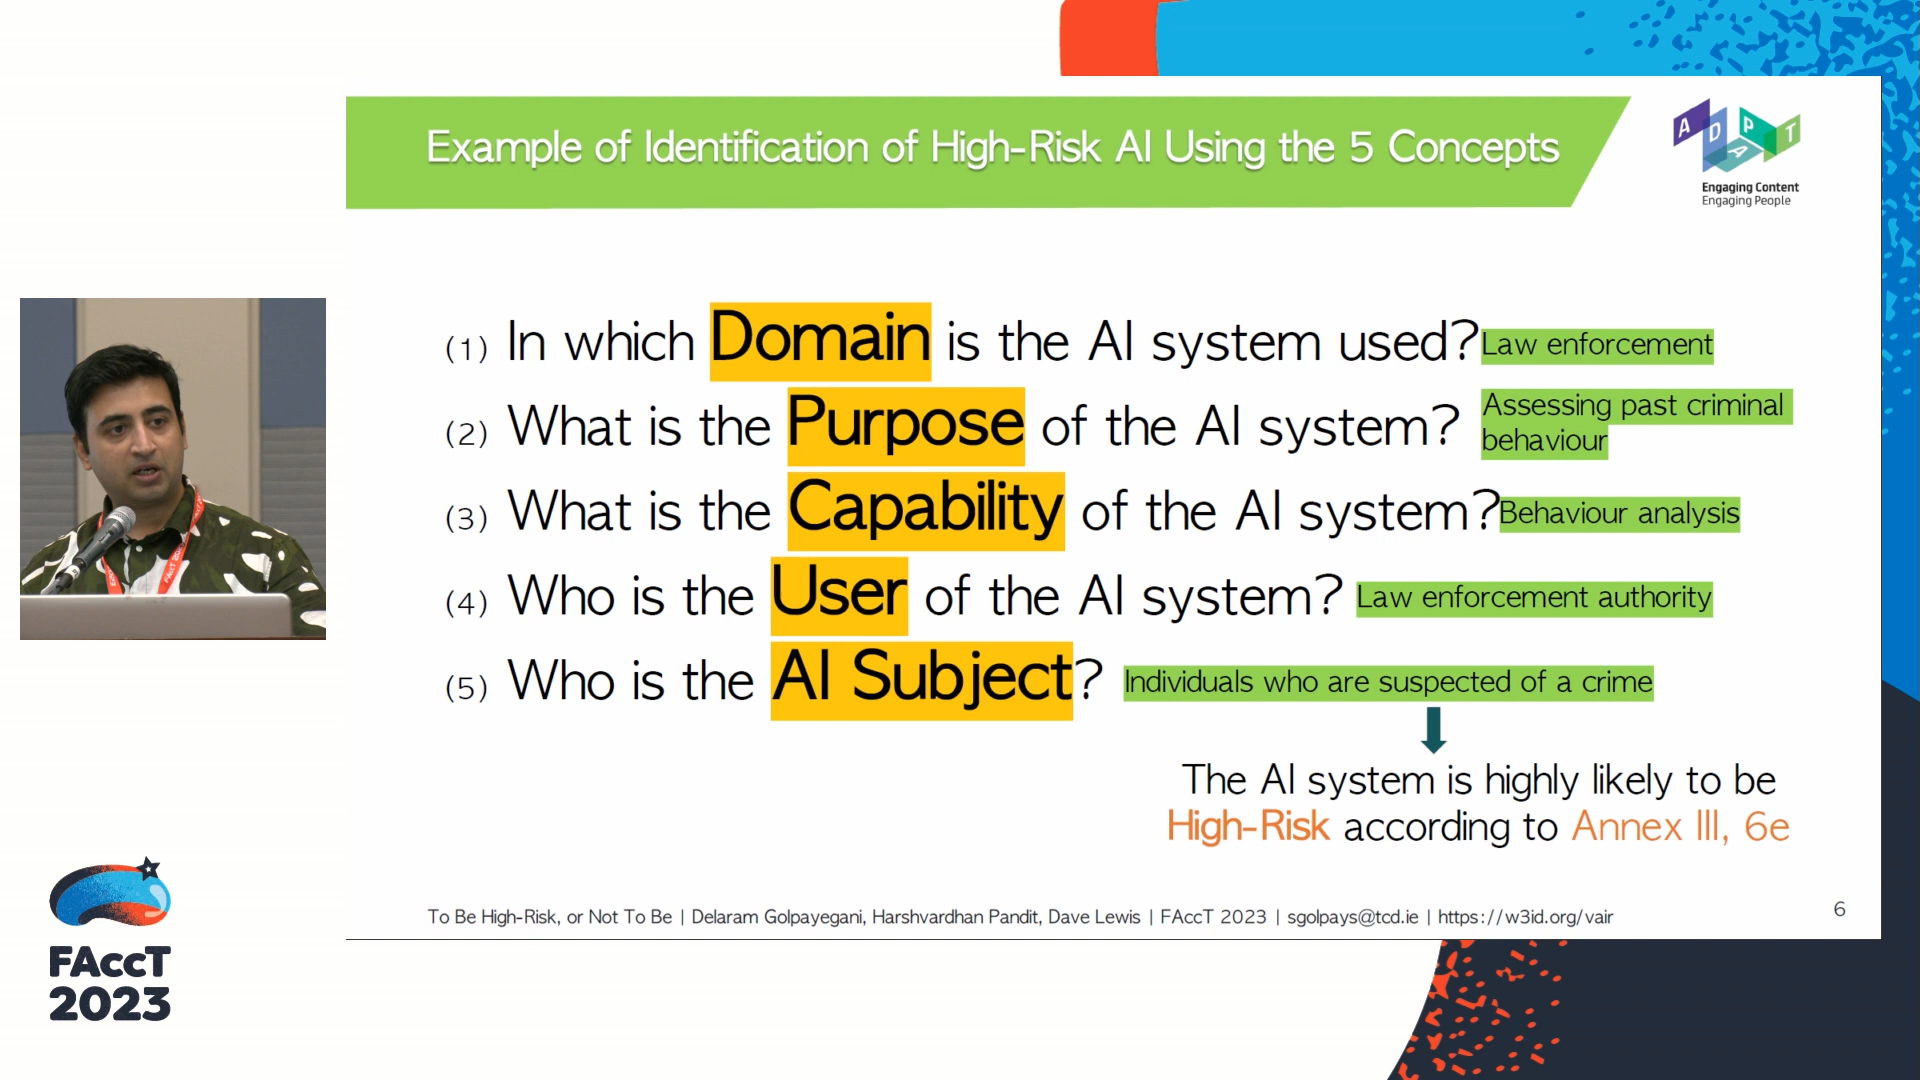 Example of Identification of High-Risk AI Using the 5 Concepts
ADAPT
Engaging Content
Engaging People
(1) In which Domain is the AI system used? Law enforcement
(2) What is the Purpose of the AI system? Assessing past criminal
behaviour
(3) What is the Capability of the AI system? Behaviour analysis
(4) Who is the User of the AI system? Law enforcement authority
(5) Who is the AI Subject? Individuals who are suspected of a crime
The AI system is highly likely to be
High-Risk according to Annex III, 6e
To Be High-Risk, or Not To Be | Delaram Golpayegani, Harshvardhan Pandit, Dave Lewis | FAccT 2023 | sgolpays@tcd.ie | https://w3id.org/vair
6
FAccT
2023